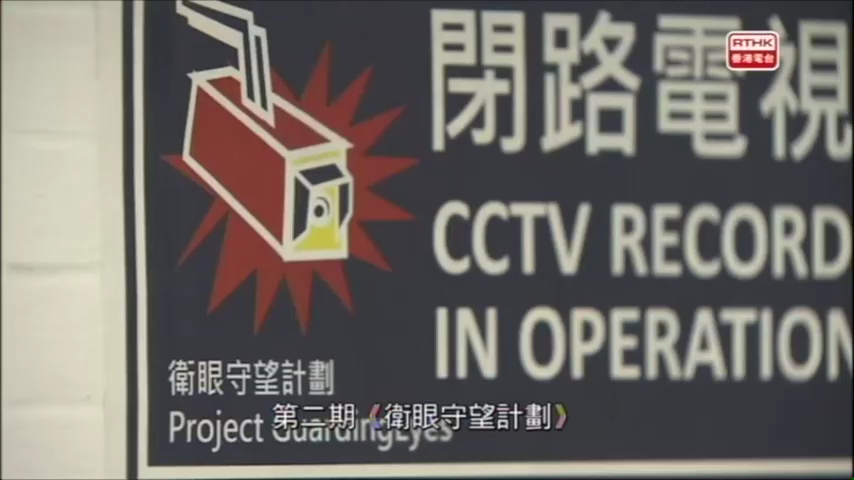 RTHK
香港電台
閉路電視
CCTV RECORD
IN OPERATION
衛眼守望計劃
Project GuardingEyes
第二期《衛眼守望計劃》